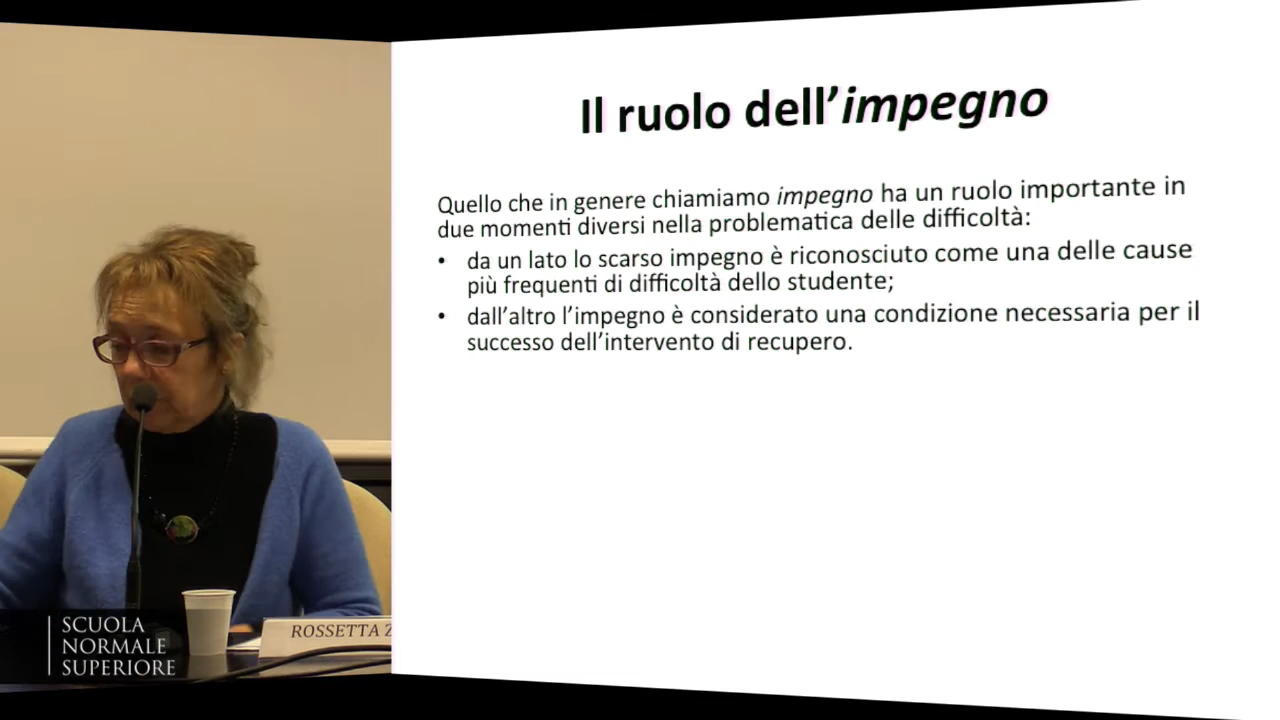 Il ruolo dell’impegno
Quello che in genere chiamiamo impegno ha un ruolo importante in
due momenti diversi nella problematica delle difficoltà:
• da un lato lo scarso impegno è riconosciuto come una delle cause
più frequenti di difficoltà dello studente;
• dall’altro l’impegno è considerato una condizione necessaria per il
successo dell’intervento di recupero.
SCUOLA
NORMALE
SUPERIORE
ROSSETTA Z